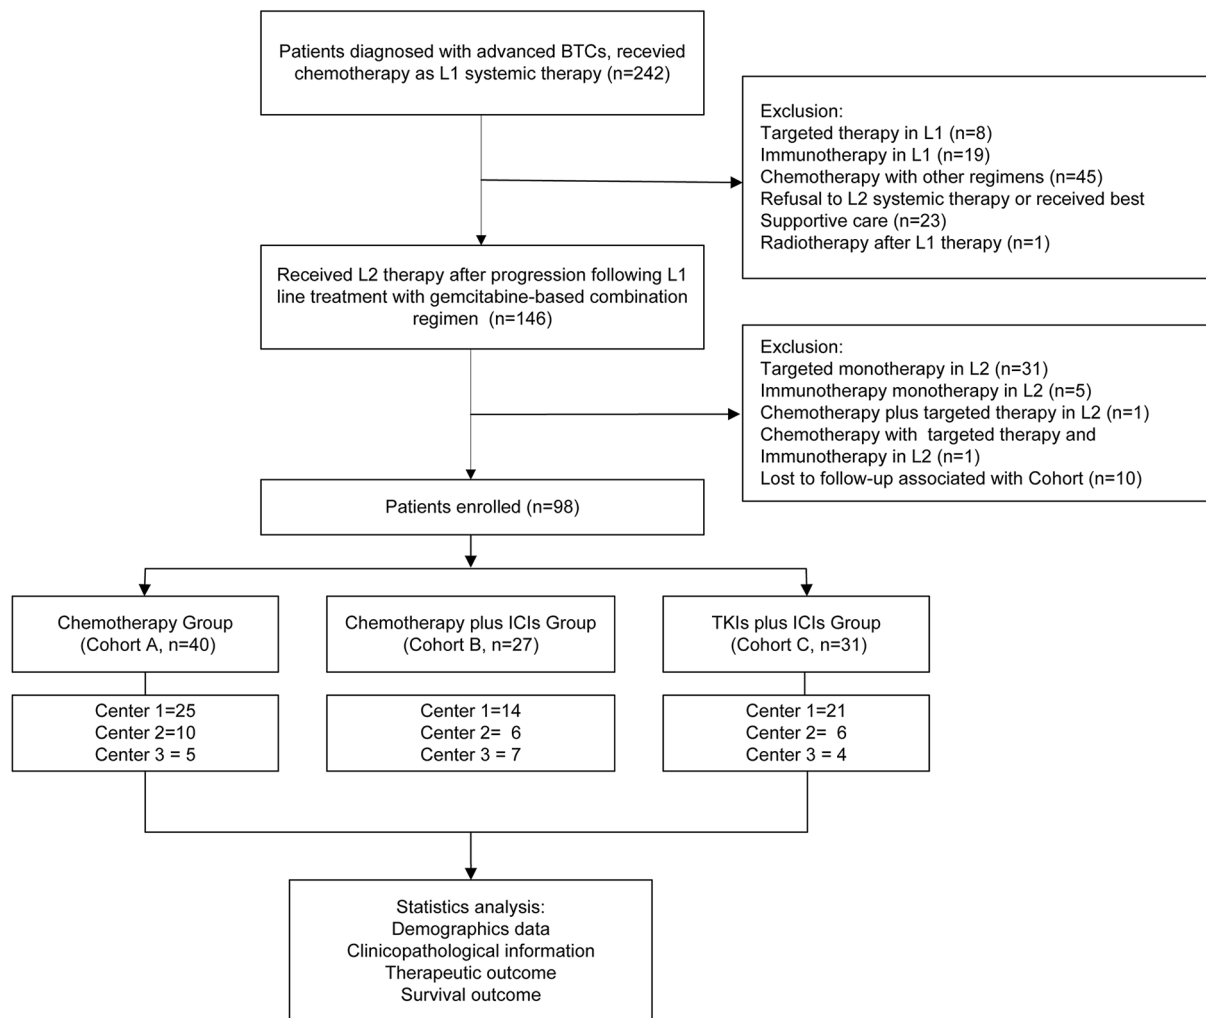 Patients diagnosed with advanced BTCs, recevied
chemotherapy as L1 systemic therapy (n=242)
Exclusion:
Targeted therapy in L1 (n=8)
Immunotherapy in L1 (n=19)
Chemotherapy with other regimens (n=45)
Refusal to L2 systemic therapy or received best
Supportive care (n=23)
Radiotherapy after L1 therapy (n=1)
Received L2 therapy after progression following L1
line treatment with gemcitabine-based combination
regimen (n=146)
Exclusion:
Targeted monotherapy in L2 (n=31)
Immunotherapy monotherapy in L2 (n=5)
Chemotherapy plus targeted therapy in L2 (n=1)
Chemotherapy with targeted therapy and
Immunotherapy in L2 (n=1)
Lost to follow-up associated with Cohort (n=10)
Patients enrolled (n=98)
Chemotherapy Group
(Cohort A, n=40)
Chemotherapy plus ICIs Group
(Cohort B, n=27)
TKIs plus ICIs Group
(Cohort C, n=31)
Center 1=25
Center 2=10
Center 3 = 5
Center 1=14
Center 2= 6
Center 3 = 7
Center 1=21
Center 2= 6
Center 3 = 4
Statistics analysis:
Demographics data
Clinicopathological information
Therapeutic outcome
Survival outcome